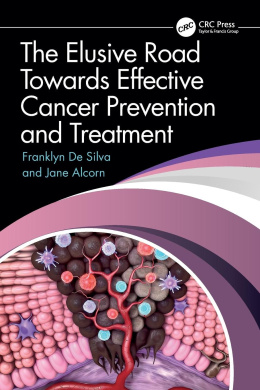 CRC
CRC Press
Taylor & Francis Group
The Elusive Road
Towards Effective
Cancer Prevention
and Treatment
Franklyn De Silva
and Jane Alcorn